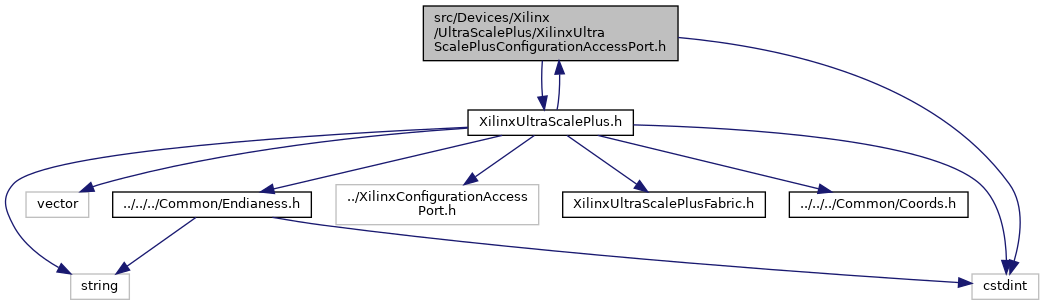 src/Devices/Xilinx
/UltraScalePlus/XilinxUltra
ScalePlusConfigurationAccessPort.h
XilinxUltraScalePlus.h
vector
../../../Common/Endianess.h
../XilinxConfigurationAccess
Port.h
XilinxUltraScalePlusFabric.h
../../../Common/Coords.h
string
cstdint